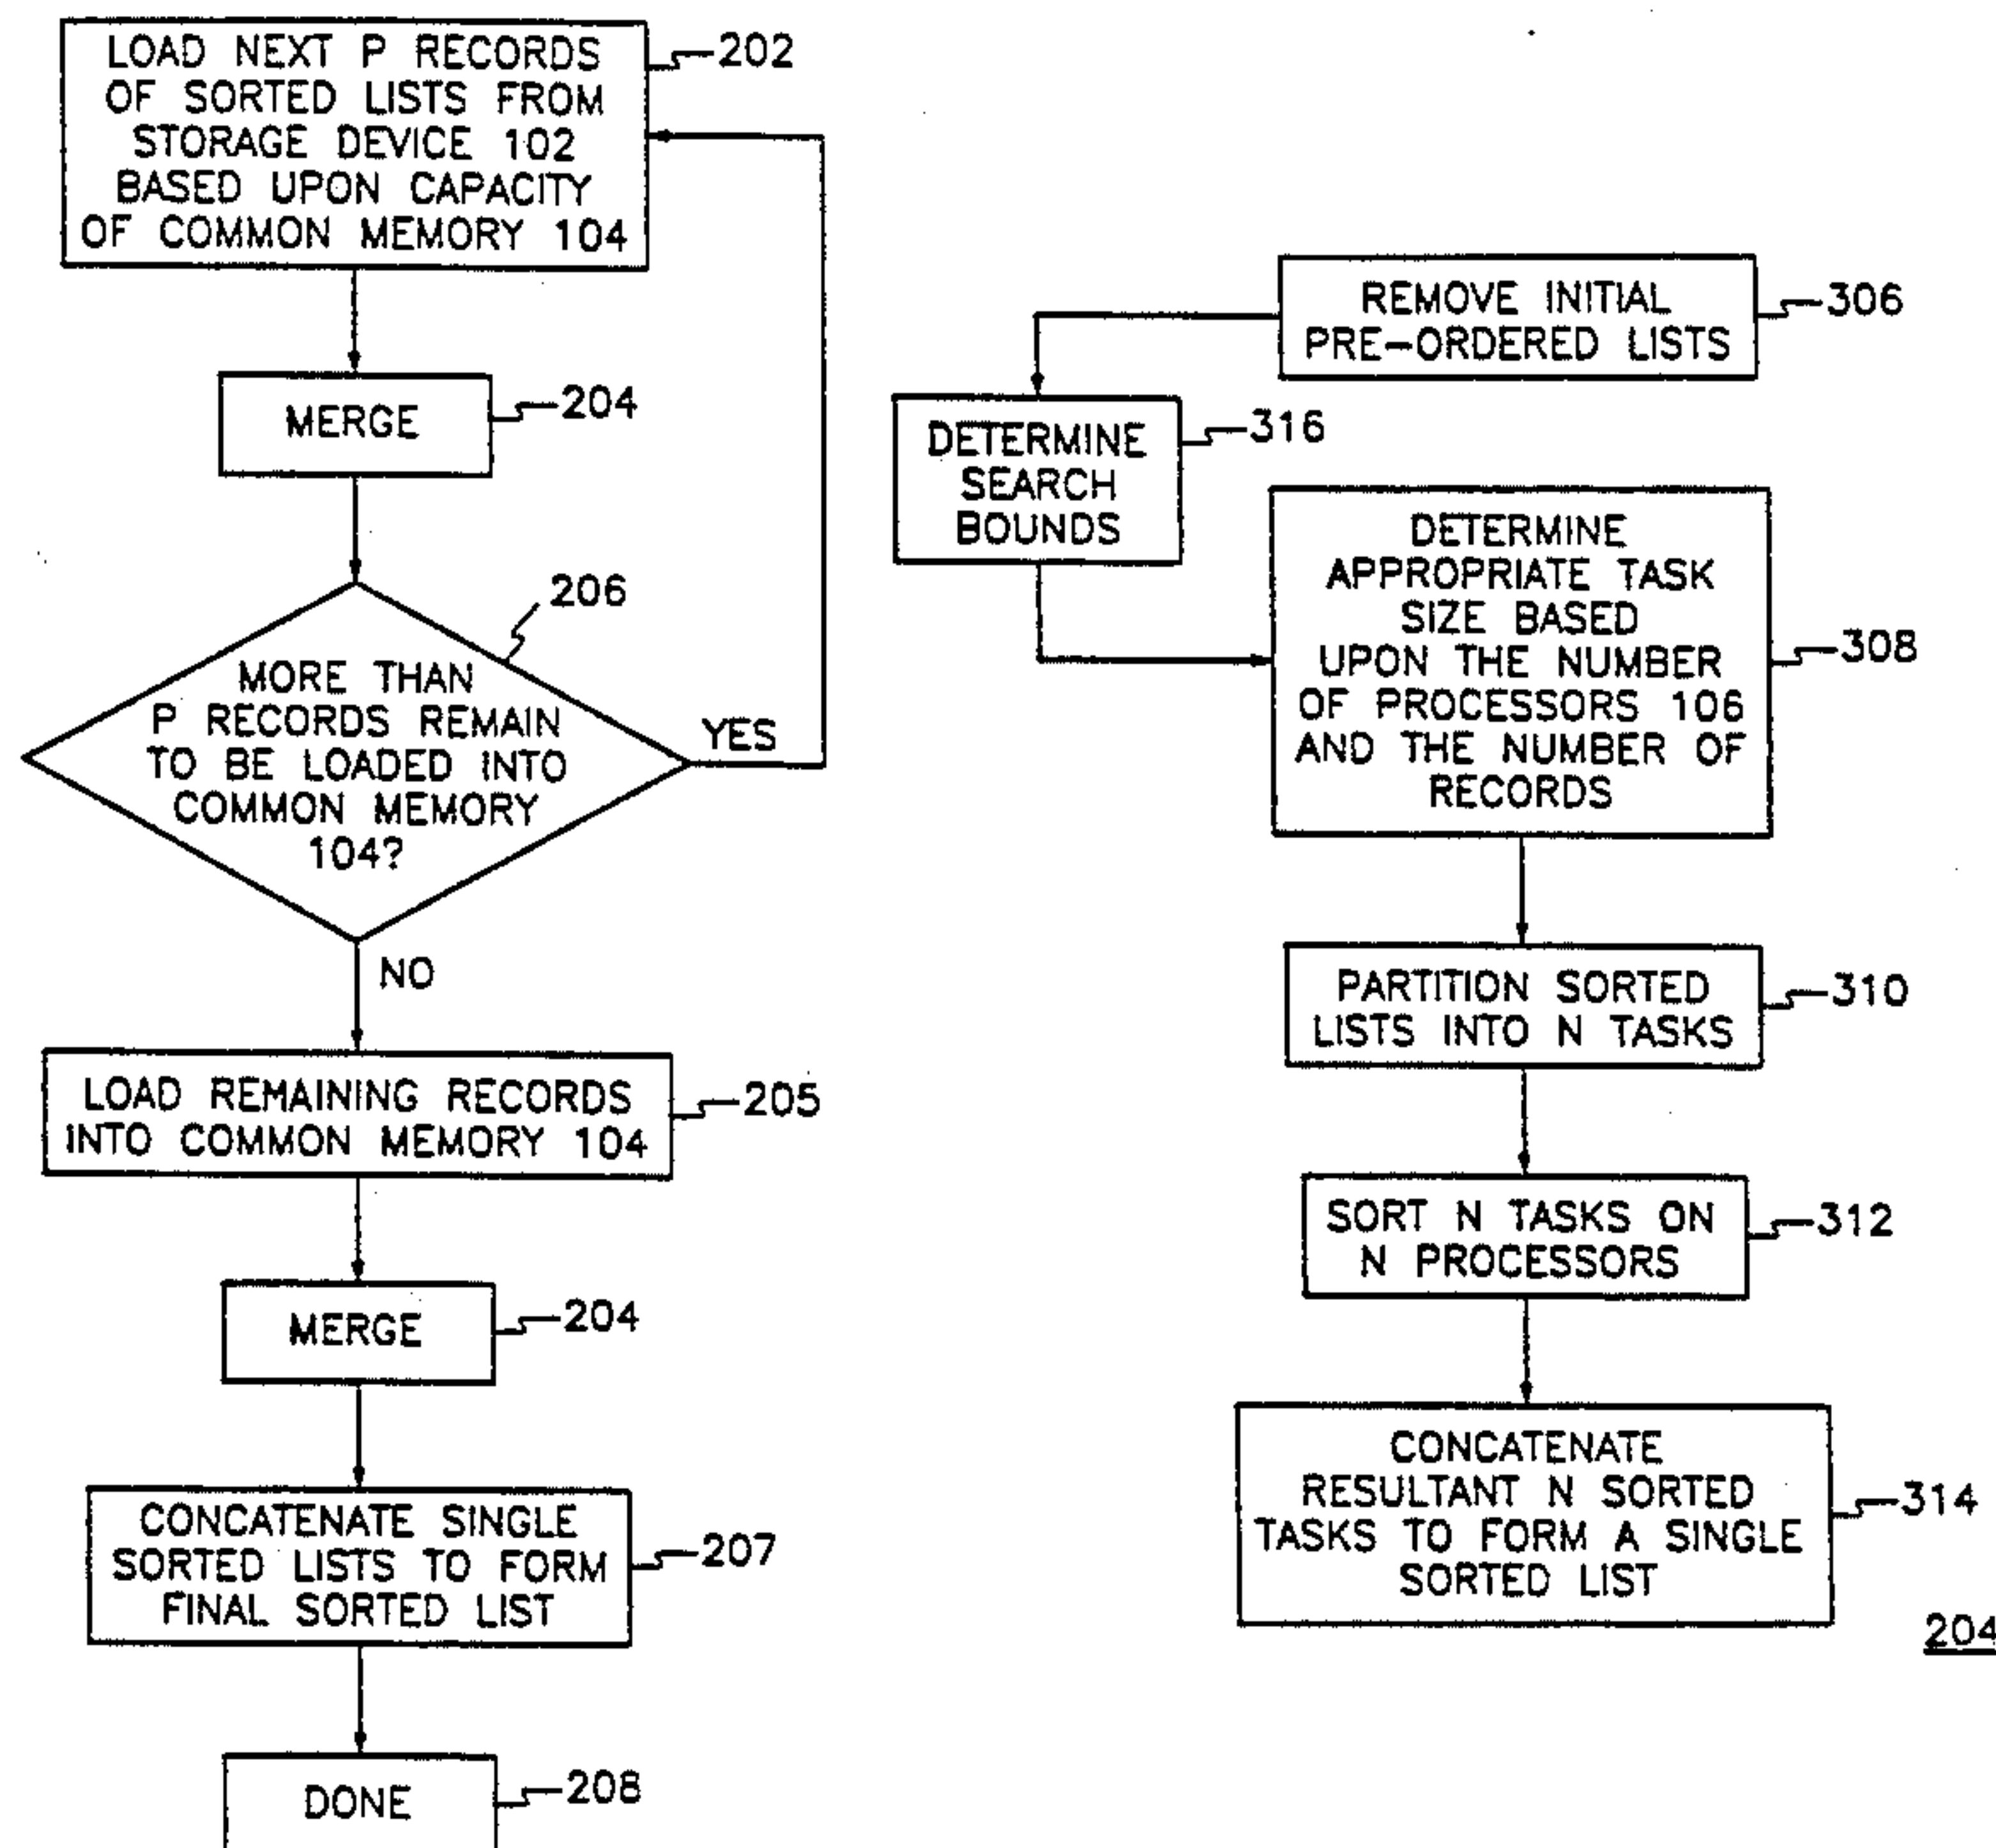 LOAD NEXT P RECORDS
OF SORTED LISTS FROM
STORAGE DEVICE 102
BASED UPON CAPACITY
OF COMMON MEMORY 104
202
MERGE
204
MORE THAN
P RECORDS REMAIN
TO BE LOADED INTO
COMMON MEMORY
104?
206
YES
NO
LOAD REMAINING RECORDS
INTO COMMON MEMORY 104
205
MERGE
204
CONCATENATE SINGLE
SORTED LISTS TO FORM
FINAL SORTED LIST
207
DONE
208
REMOVE INITIAL
PRE-ORDERED LISTS
306
DETERMINE
SEARCH
BOUNDS
316
DETERMINE
APPROPRIATE TASK
SIZE BASED
UPON THE NUMBER
OF PROCESSORS 106
AND THE NUMBER OF
RECORDS
308
PARTITION SORTED
LISTS INTO N TASKS
310
SORT N TASKS ON
N PROCESSORS
312
CONCATENATE
RESULTANT N SORTED
TASKS TO FORM A SINGLE
SORTED LIST
314
204